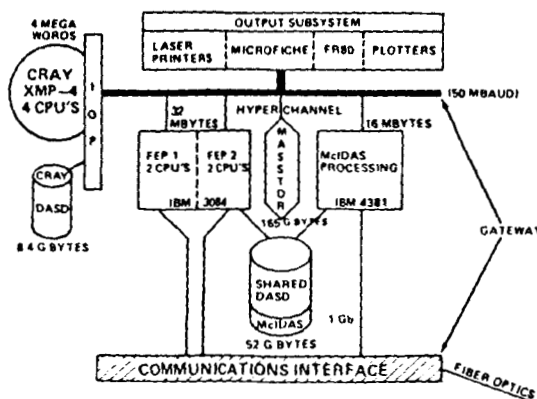 4 MEGA
WORDS
CRAY
XMP-4
4 CPU'S
I
O
P
OUTPUT SUBSYSTEM
LASER
PRINTERS
MICROFICHE
FR80
PLOTTERS
(50 MBAUD)
32
MBYTES
HYPER CHANNEL
16 MBYTES
FEP 1
2 CPU'S
FEP 2
2 CPU'S
IBM 3084
MASSTOR
165 G BYTES
McIDAS
PROCESSING
IBM 4381
CRAY
DASD
8.4 G BYTES
GATEWAY
SHARED
DASD
McIDAS
52 G BYTES
1 Gb
COMMUNICATIONS INTERFACE
FIBER OPTICS